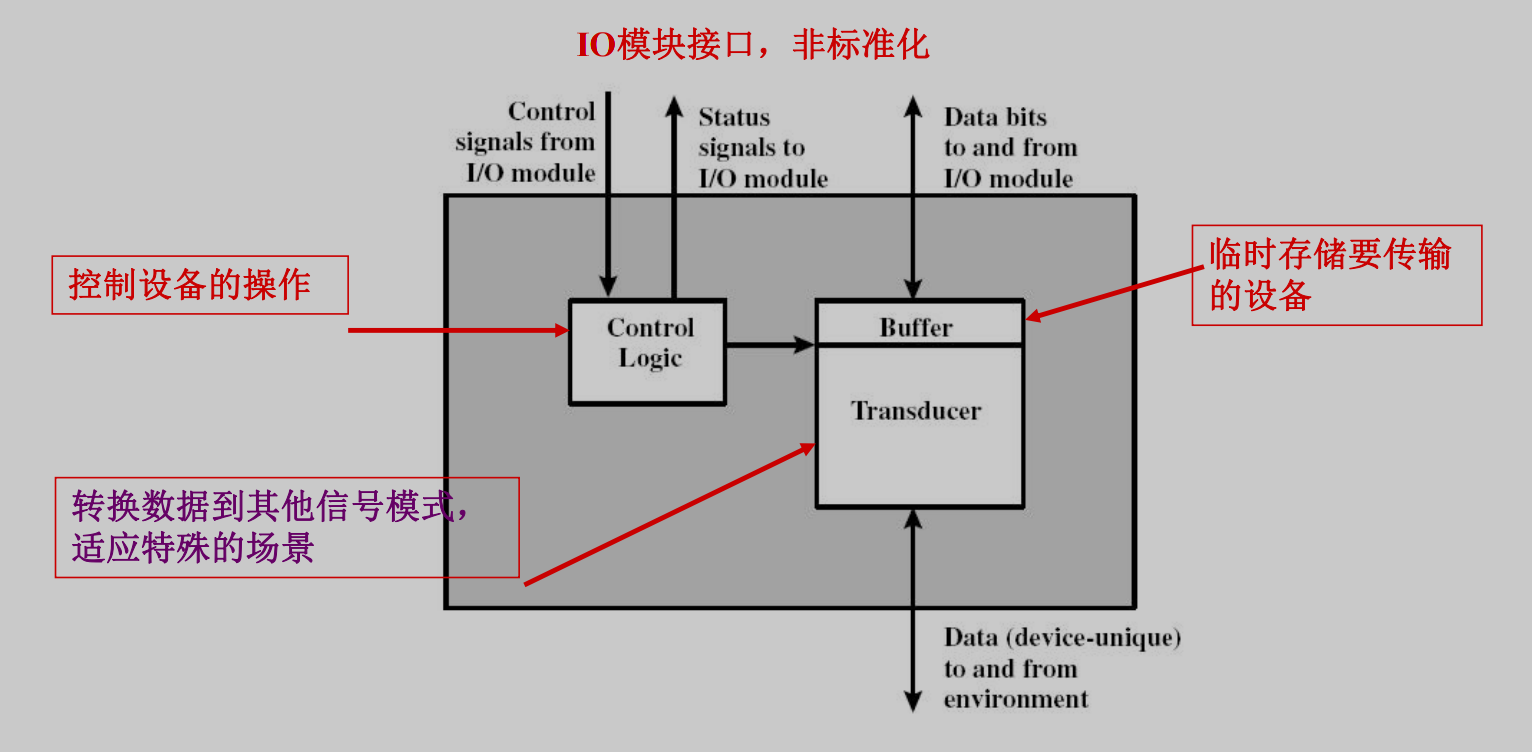 IO模块接口，非标准化
Control
signals from
I/O module
Status
signals to
I/O module
Data bits
to and from
I/O module
控制设备的操作
临时存储要传输
的设备
Control
Logic
Buffer
Transducer
转换数据到其他信号模式，
适应特殊的场景
Data (device-unique)
to and from
environment